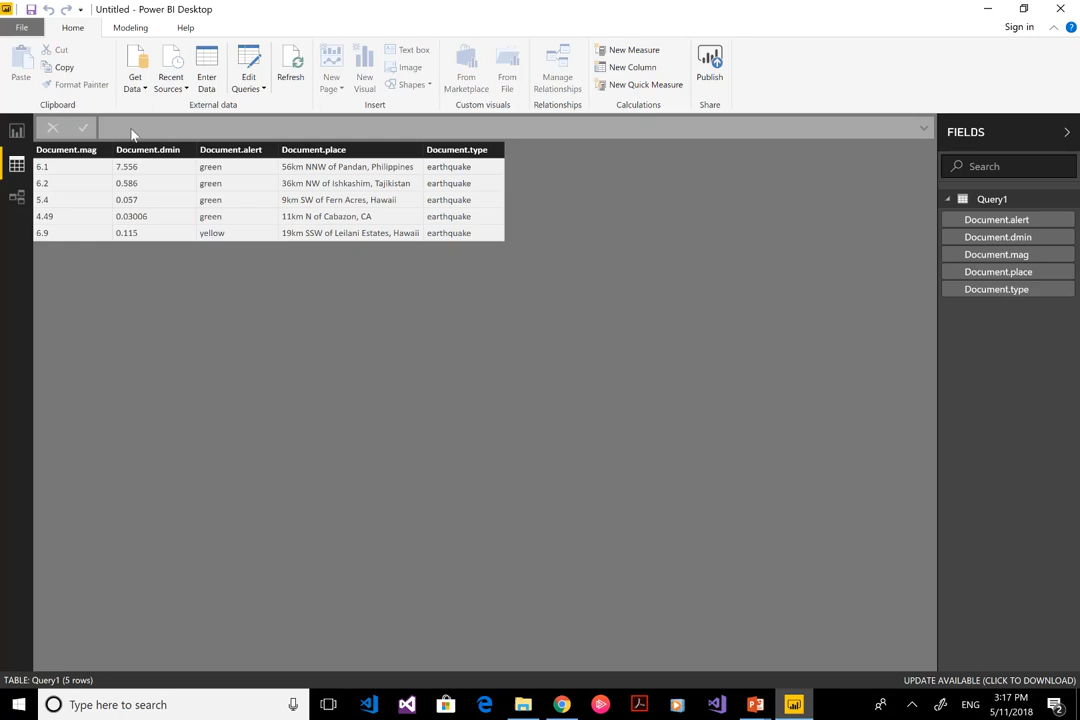 Untitled - Power BI Desktop
File
Home
Modeling
Help
Sign in
Paste
Cut
Copy
Format Painter
Clipboard
Get Data
Recent Sources
Enter Data
Edit Queries
Refresh
External data
New Page
New Visual
Text box
Image
Shapes
Insert
From Marketplace
From File
Custom visuals
Manage Relationships
Relationships
New Measure
New Column
New Quick Measure
Calculations
Publish
Share
Document.mag Document.dmin Document.alert Document.place Document.type
6.1 7.556 green 56km NNW of Pandan, Philippines earthquake
6.2 0.586 green 36km NW of Ishkashim, Tajikistan earthquake
5.4 0.057 green 9km SW of Fern Acres, Hawaii earthquake
4.49 0.03006 green 11km N of Cabazon, CA earthquake
6.9 0.115 yellow 19km SSW of Leilani Estates, Hawaii earthquake
FIELDS
Search
Query1
Document.alert
Document.dmin
Document.mag
Document.place
Document.type
TABLE: Query1 (5 rows)
UPDATE AVAILABLE (CLICK TO DOWNLOAD)
Type here to search
ENG
3:17 PM
5/11/2018
2